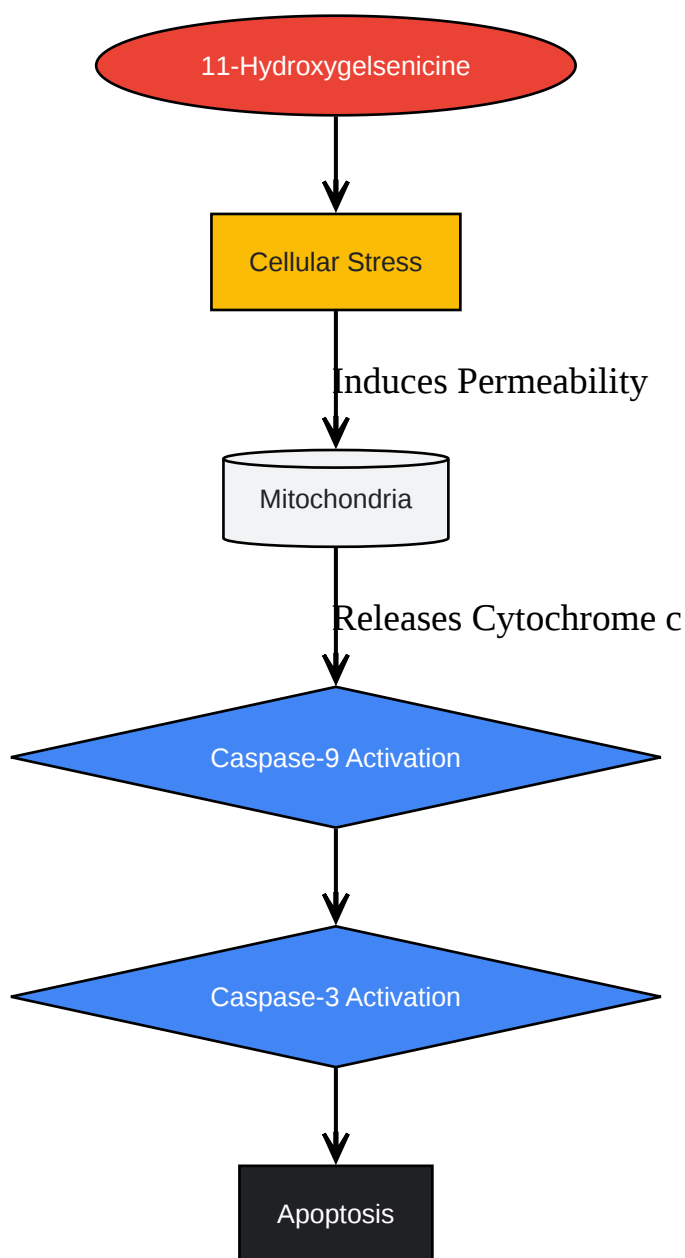 11-Hydroxygelsenicine
Cellular Stress
Induces Permeability
Mitochondria
Releases Cytochrome c
Caspase-9 Activation
Caspase-3 Activation
Apoptosis